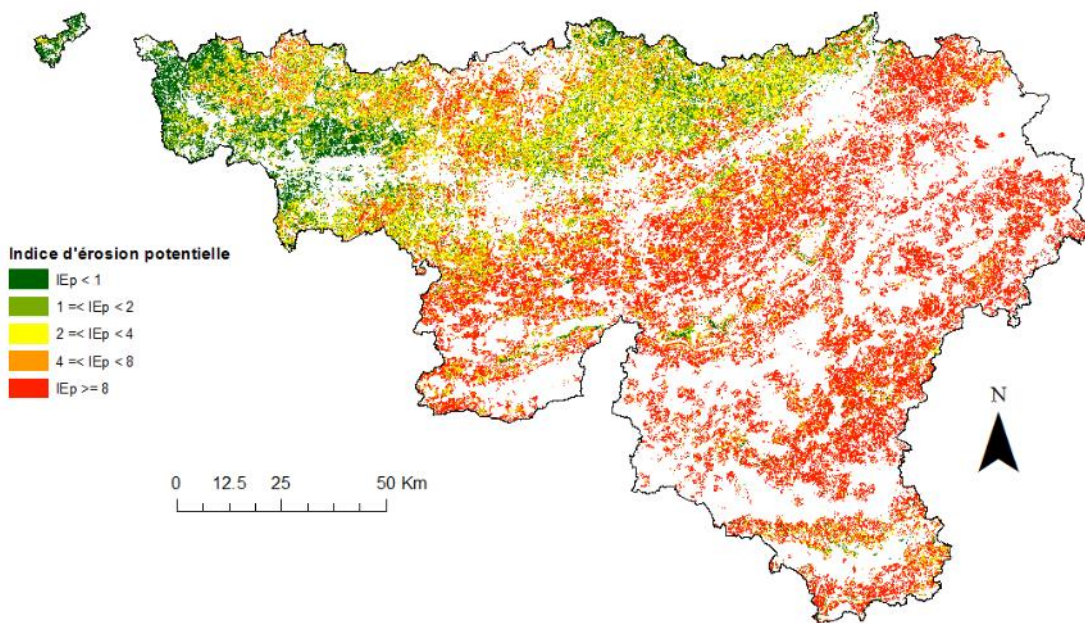 Indice d'érosion potentielle
IEp < 1
1 =< IEp < 2
2 =< IEp < 4
4 =< IEp < 8
IEp >= 8
N
0 12.5 25 50 Km